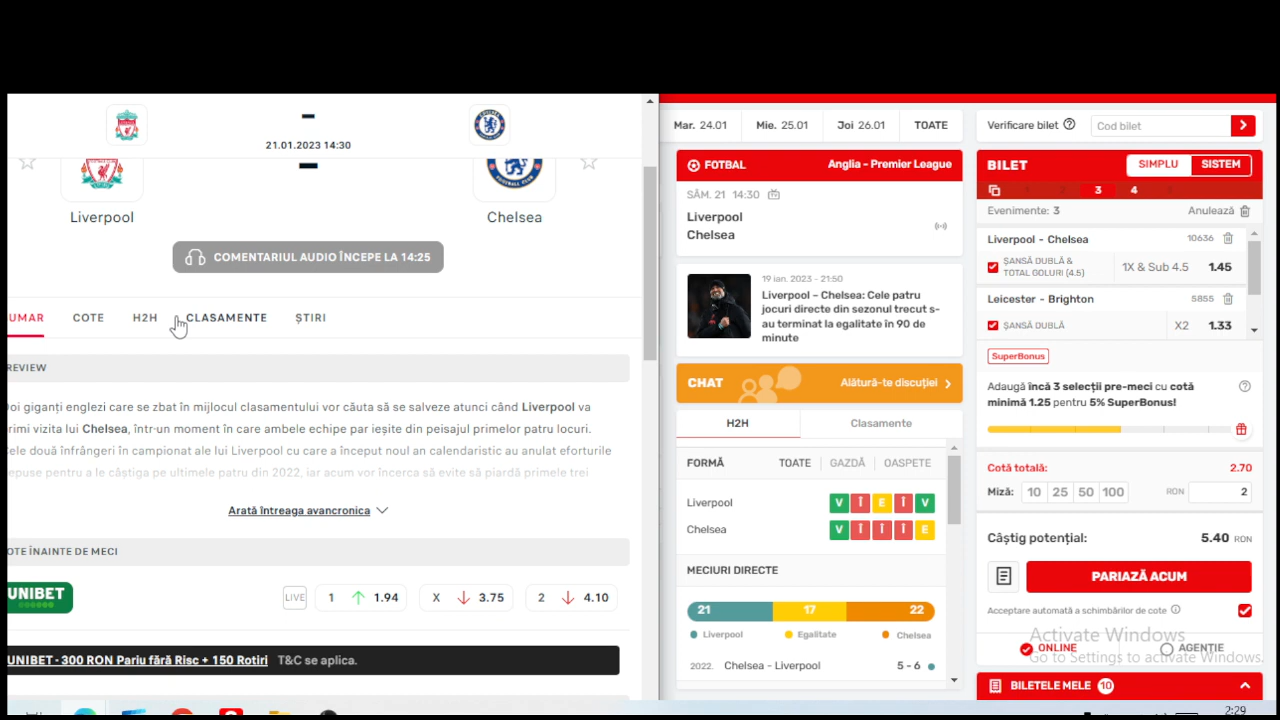 21.01.2023 14:30
Liverpool
Chelsea
COMENTARIUL AUDIO ÎNCEPE LA 14:25
UMAR COTE H2H CLASAMENTE ȘTIRI
REVIEW
oi giganți englezi care se zbat în mijlocul clasamentului vor căuta să se salveze atunci când Liverpool va
rimi vizita lui Chelsea, într-un moment în care ambele echipe par ieșite din peisajul primelor patru locuri.
ele două înfrângeri în campionat ale lui Liverpool cu care a început noul an calendaristic au anulat eforturile
epuse pentru a le câștiga pe ultimele patru din 2022, iar acum vor încerca să evite să piardă primele trei
Arată întreaga avancronica
OTE ÎNAINTE DE MECI
UNIBET LIVE 1 1.94 X 3.75 2 4.10
UNIBET - 300 RON Pariu fără Risc + 150 Rotiri T&C se aplica.
Mar. 24.01 Mie. 25.01 Joi 26.01 TOATE
FOTBAL Anglia - Premier League
SÂM. 21 14:30
Liverpool
Chelsea
19 ian. 2023 - 21:50
Liverpool – Chelsea: Cele patru
jocuri directe din sezonul trecut s-
au terminat la egalitate în 90 de
minute
CHAT Alătură-te discuției
H2H Clasamente
FORMĂ TOATE GAZDĂ OASPETE
Liverpool V Î E Î V
Chelsea V Î Î Î E
MECIURI DIRECTE
21 17 22
Liverpool Egalitate Chelsea
2022. Chelsea - Liverpool 5 - 6
Verificare bilet Cod bilet
BILET SIMPLU SISTEM
3 4
Evenimente: 3 Anulează
Liverpool - Chelsea 10636
ȘANSĂ DUBLĂ &
TOTAL GOLURI (4.5) 1X & Sub 4.5 1.45
Leicester - Brighton 5855
ȘANSĂ DUBLĂ X2 1.33
SuperBonus
Adaugă încă 3 selecții pre-meci cu cotă
minimă 1.25 pentru 5% SuperBonus!
Cotă totală: 2.70
Miză: 10 25 50 100 RON 2
Câștig potențial: 5.40 RON
PARIAZĂ ACUM
Acceptare automată a schimbărilor de cote
Activate Windows
ONLINE AGENȚIE
Go to Settings to activate Windows.
BILETELE MELE 10
2:29